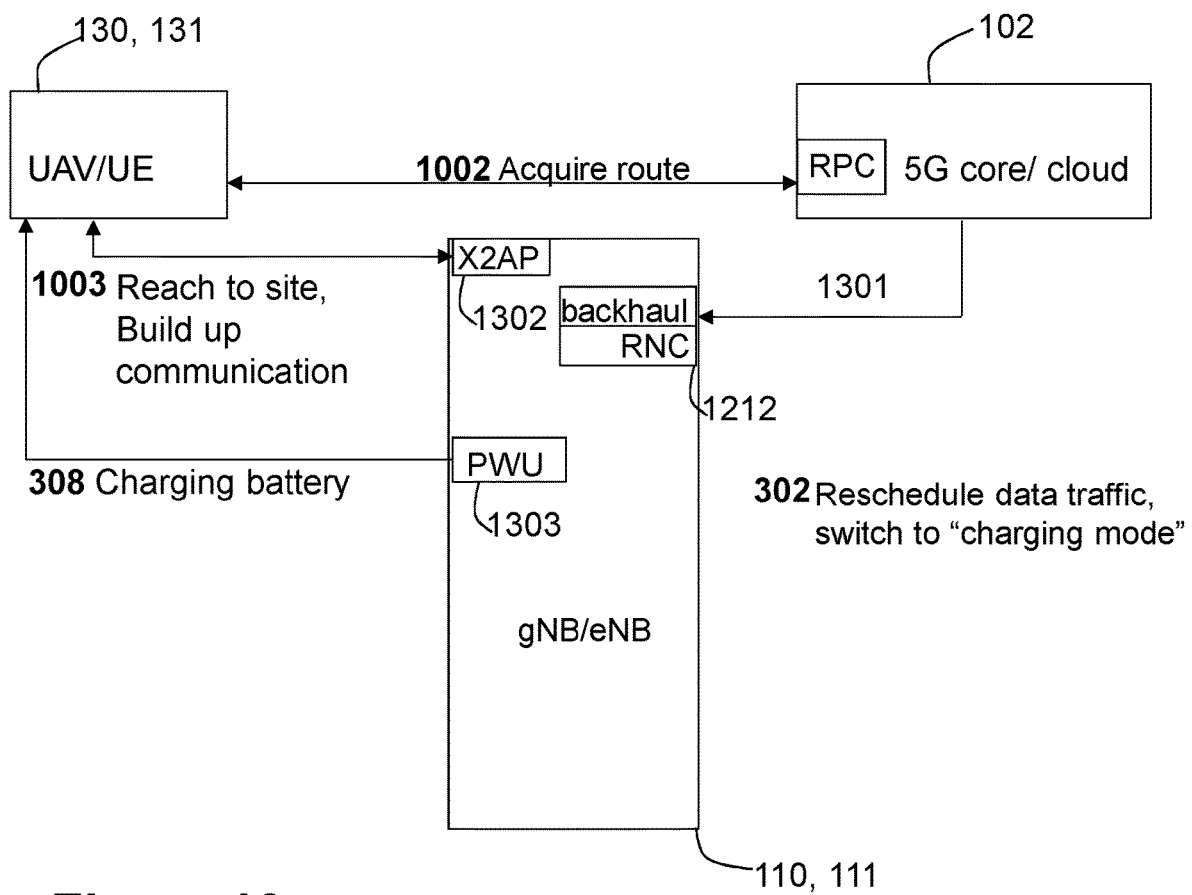 130, 131
102
UAV/UE
1002 Acquire route
RPC
5G core/ cloud
X2AP
1003 Reach to site,
Build up
communication
1302
backhaul
RNC
1301
1212
PWU
308 Charging battery
1303
302 Reschedule data traffic,
switch to “charging mode”
gNB/eNB
110, 111